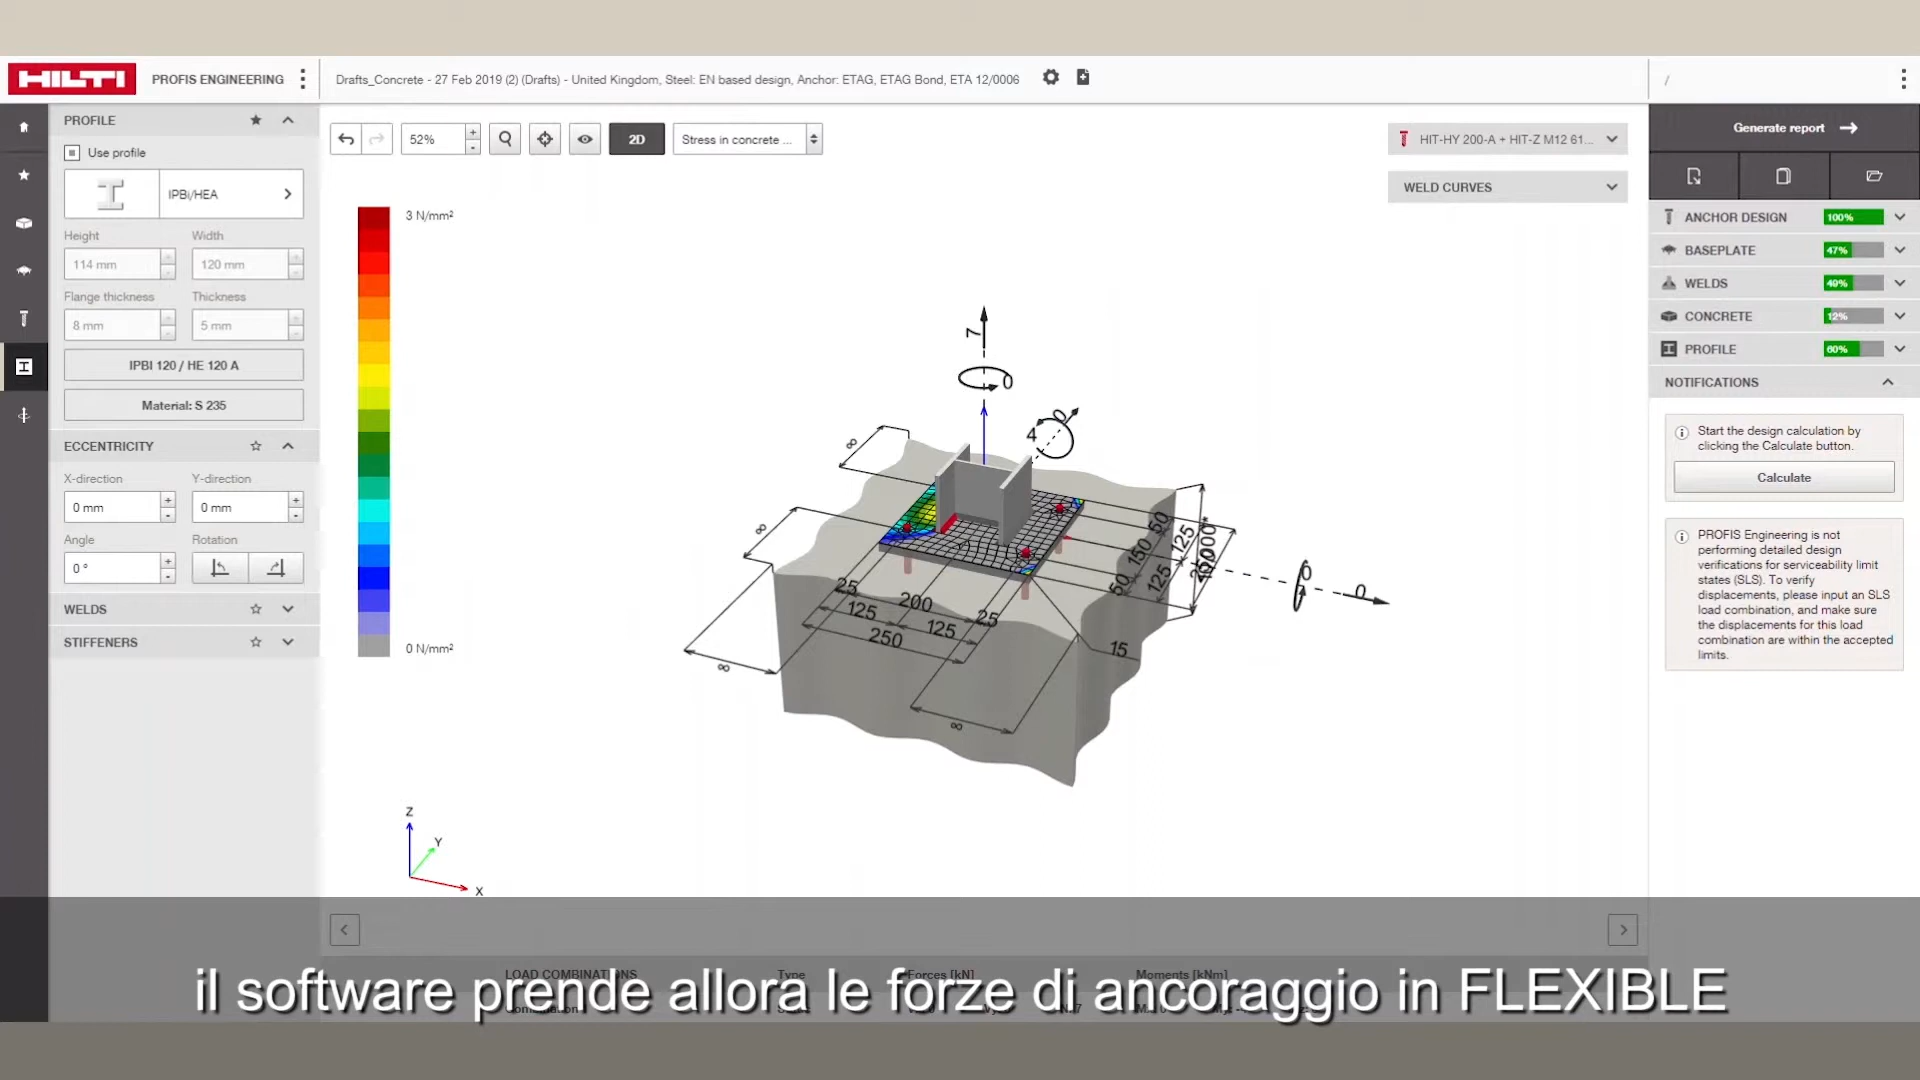 HILTI
PROFIS ENGINEERING
Drafts_Concrete - 27 Feb 2019 (2) (Drafts) - United Kingdom, Steel: EN based design, Anchor: ETAG, ETAG Bond, ETA 12/0006
/
PROFILE
Use profile
IPBi/HEA
Height
Width
114 mm
120 mm
Flange thickness
Thickness
8 mm
5 mm
IPBI 120 / HE 120 A
Material: S 235
ECCENTRICITY
X-direction
Y-direction
0 mm
0 mm
Angle
Rotation
0 °
WELDS
STIFFENERS
52%
2D
Stress in concrete ...
HIT-HY 200-A + HIT-Z M12 61...
WELD CURVES
3 N/mm²
0 N/mm²
7
0
4
0
∞
∞
∞
∞
50
150
50
125
125
25
200
25
125
125
250
15
0
0
Z
Y
X
Generate report
ANCHOR DESIGN 100%
BASEPLATE 47%
WELDS 49%
CONCRETE 12%
PROFILE 60%
NOTIFICATIONS
Start the design calculation by
clicking the Calculate button.
Calculate
PROFIS Engineering is not
performing detailed design
verifications for serviceability limit
states (SLS). To verify
displacements, please input an SLS
load combination, and make sure
the displacements for this load
combination are within the accepted
limits.
LOAD COMBINATIONS Type Forces [kN] Moments [kNm]
il software prende allora le forze di ancoraggio in FLEXIBLE